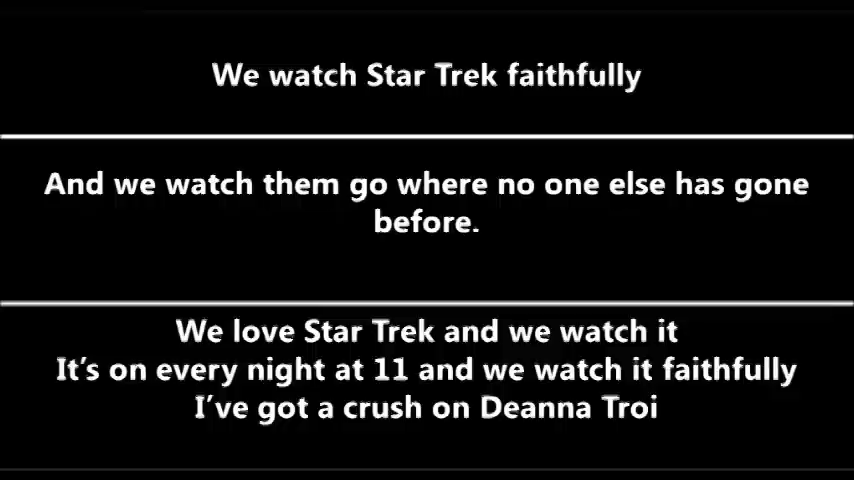 We watch Star Trek faithfully
And we watch them go where no one else has gone
before.
We love Star Trek and we watch it
It’s on every night at 11 and we watch it faithfully
I’ve got a crush on Deanna Troi